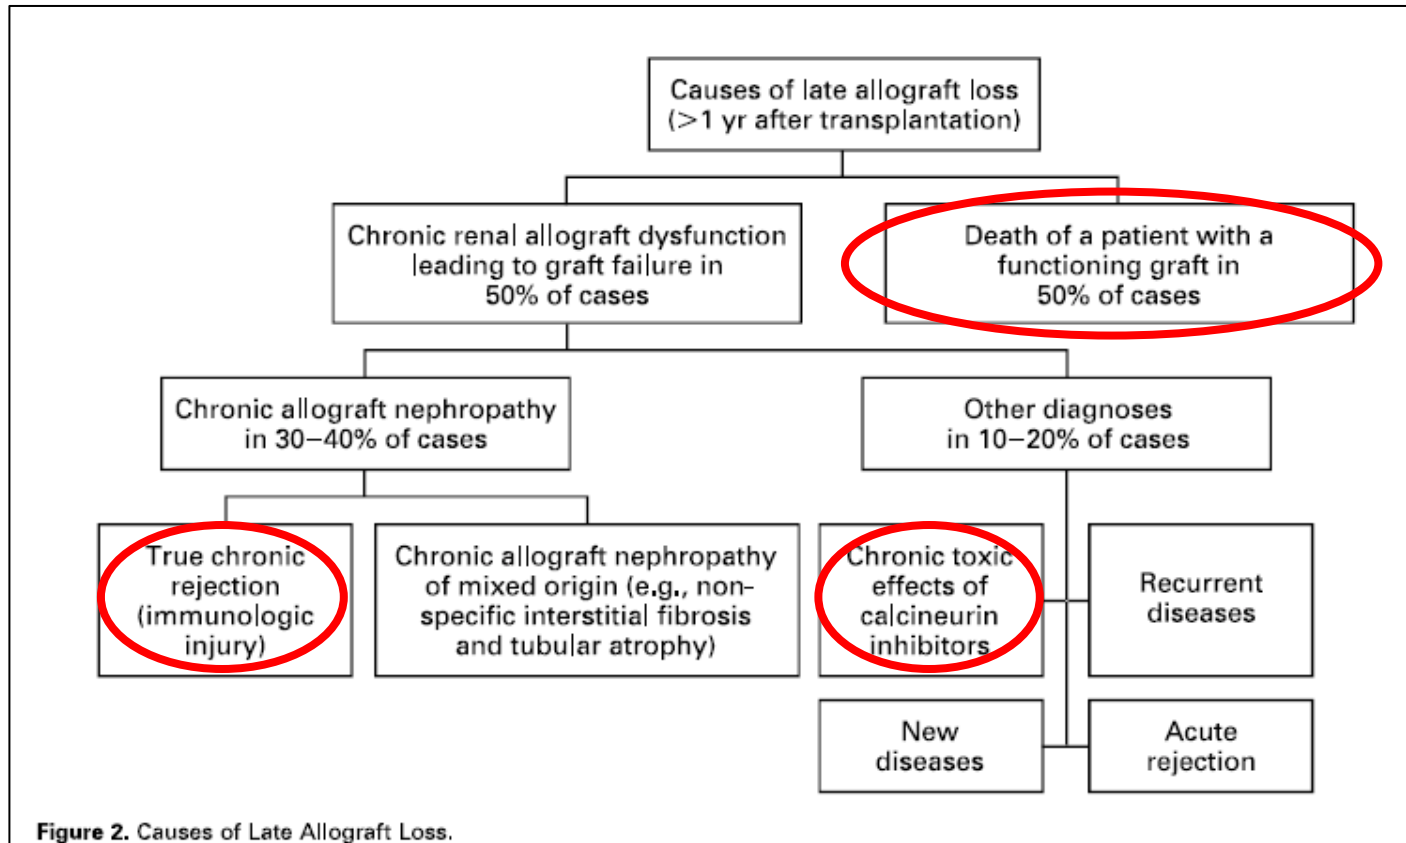 Causes of late allograft loss
(>1 yr after transplantation)
Chronic renal allograft dysfunction
leading to graft failure in
50% of cases
Death of a patient with a
functioning graft in
50% of cases
Chronic allograft nephropathy
in 30–40% of cases
Other diagnoses
in 10–20% of cases
True chronic
rejection
(immunologic
injury)
Chronic allograft nephropathy
of mixed origin (e.g., non-
specific interstitial fibrosis
and tubular atrophy)
Chronic toxic
effects of
calcineurin
inhibitors
Recurrent
diseases
New
diseases
Acute
rejection
Figure 2. Causes of Late Allograft Loss.